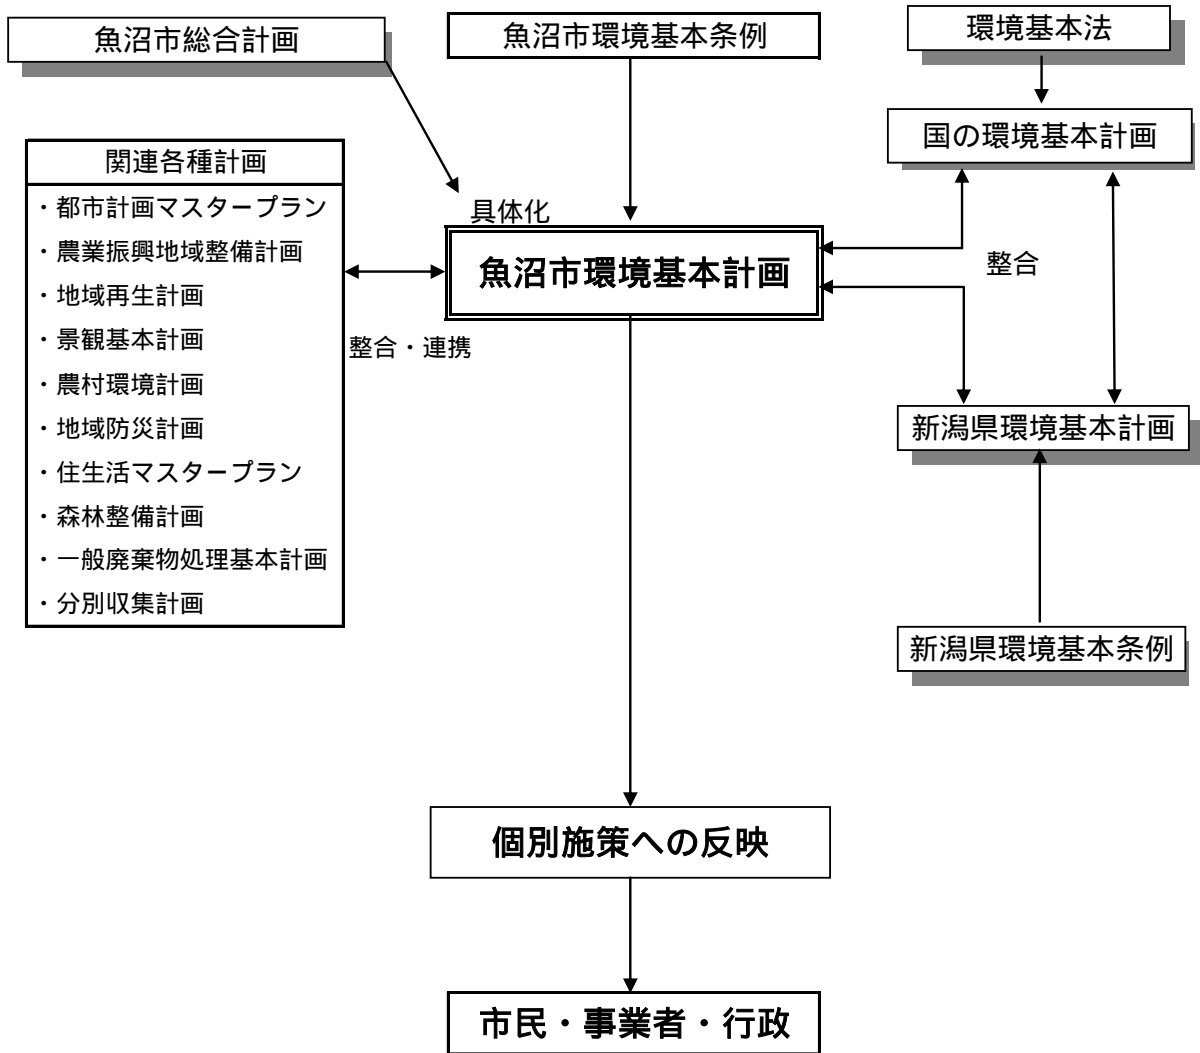 魚沼市総合計画
魚沼市環境基本条例
環境基本法
国の環境基本計画
関連各種計画
・都市計画マスタープラン
・農業振興地域整備計画
・地域再生計画
・景観基本計画
・農村環境計画
・地域防災計画
・住生活マスタープラン
・森林整備計画
・一般廃棄物処理基本計画
・分別収集計画
具体化
魚沼市環境基本計画
整合・連携
整合
新潟県環境基本計画
新潟県環境基本条例
個別施策への反映
市民・事業者・行政